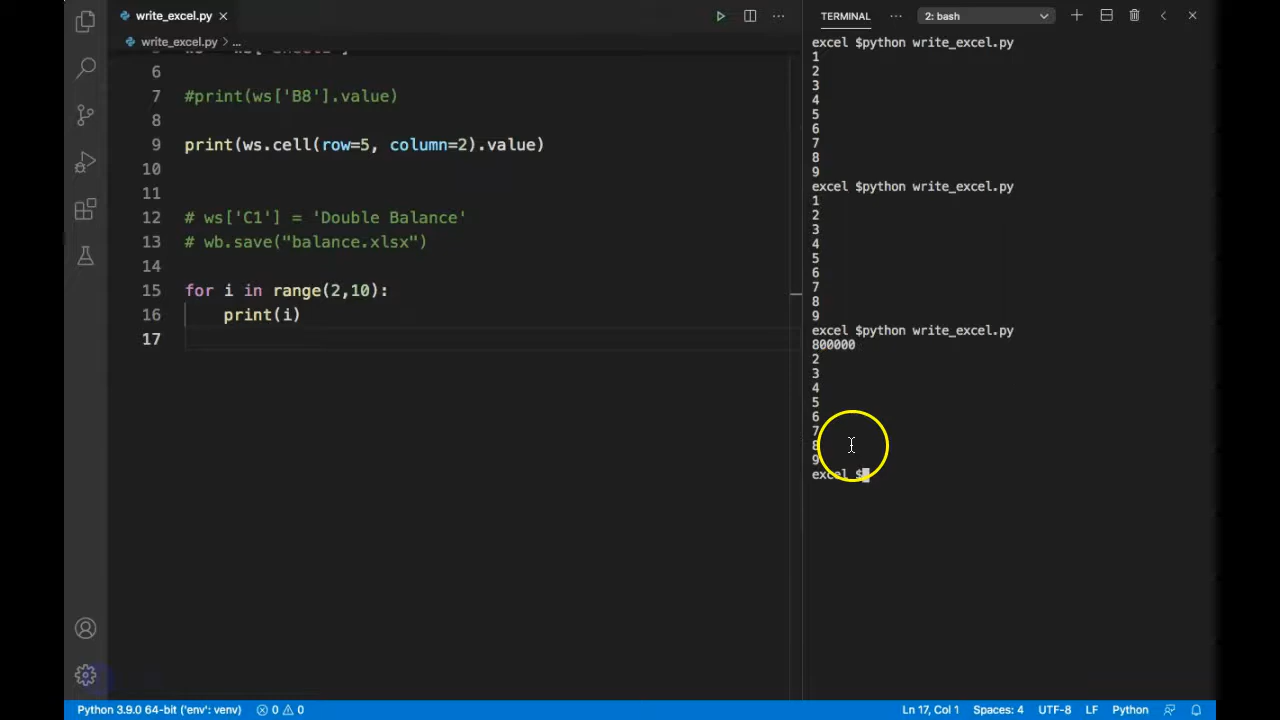 write_excel.py
write_excel.py > ...
6
7 #print(ws['B8'].value)
8
9 print(ws.cell(row=5, column=2).value)
10
11
12 # ws['C1'] = 'Double Balance'
13 # wb.save("balance.xlsx")
14
15 for i in range(2,10):
16 print(i)
17
TERMINAL ... 2: bash
excel $python write_excel.py
1
2
3
4
5
6
7
8
9
excel $python write_excel.py
1
2
3
4
5
6
7
8
9
excel $python write_excel.py
800000
2
3
4
5
6
7
8
9
excel $
Python 3.9.0 64-bit ('env': venv) 0 0 Ln 17, Col 1 Spaces: 4 UTF-8 LF Python